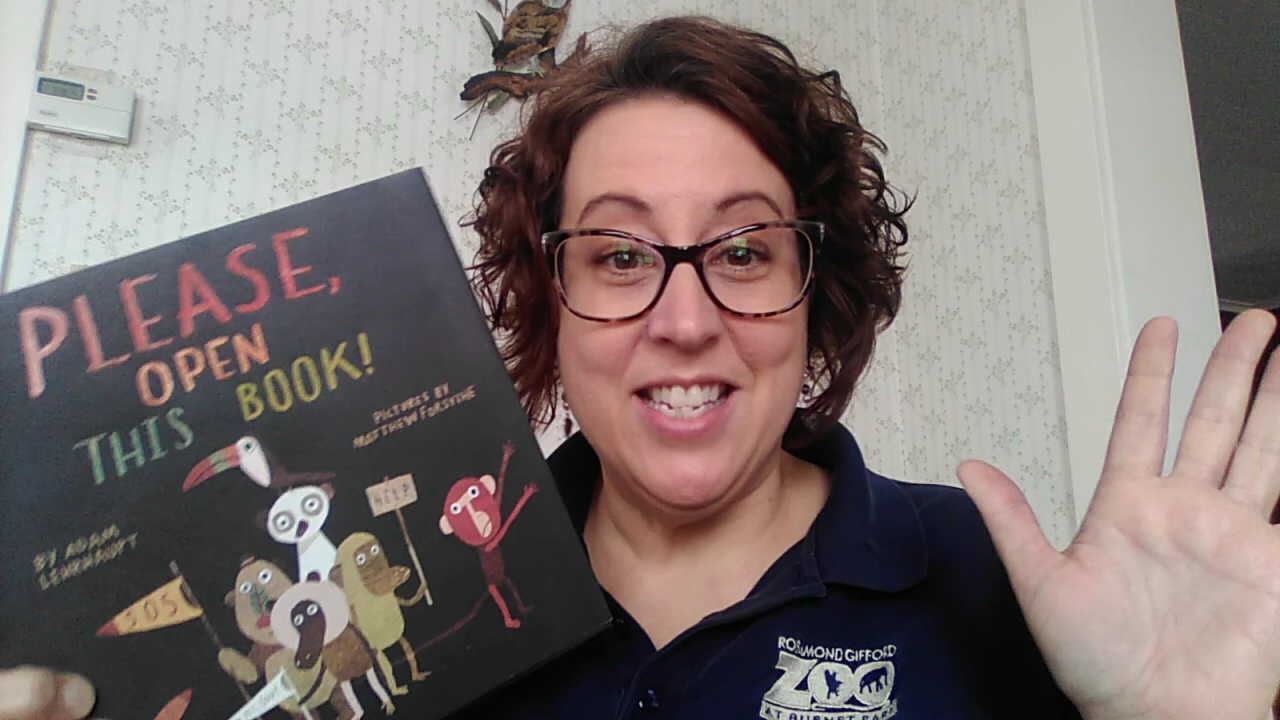 PLEASE,
OPEN
THIS BOOK!
PICTURES BY
MATTHEW FORSYTHE
BY ADAM
LEHRHAUPT
HELP
SOS
ROSAMOND GIFFORD
ZOO
AT BURNET PARK